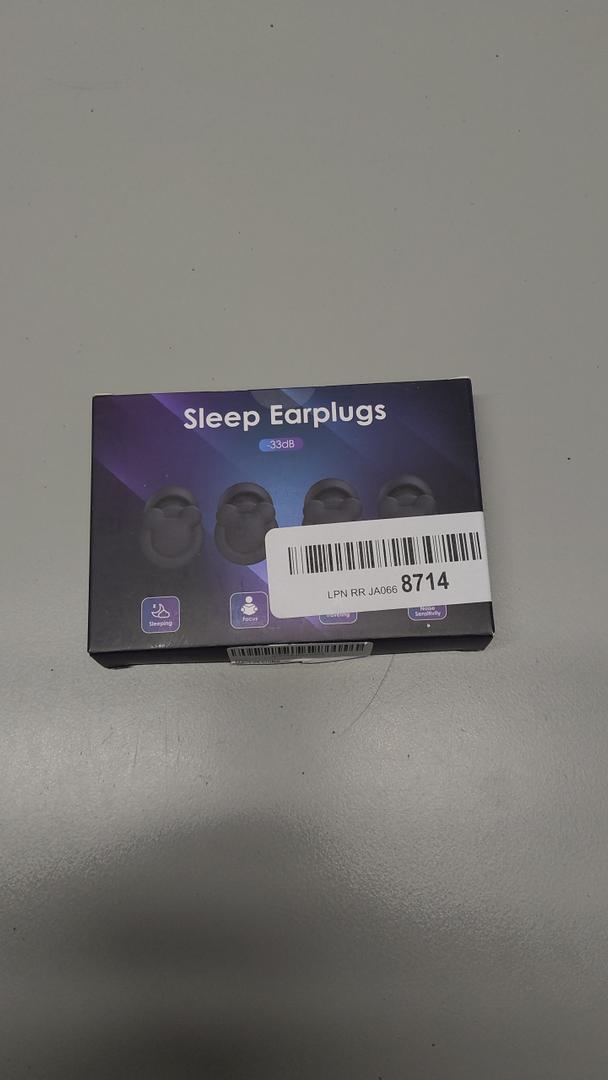 Sleep Earplugs
-33dB
LPN RR JA066 8714
Sleeping
Focus
Noise
Sensitivity